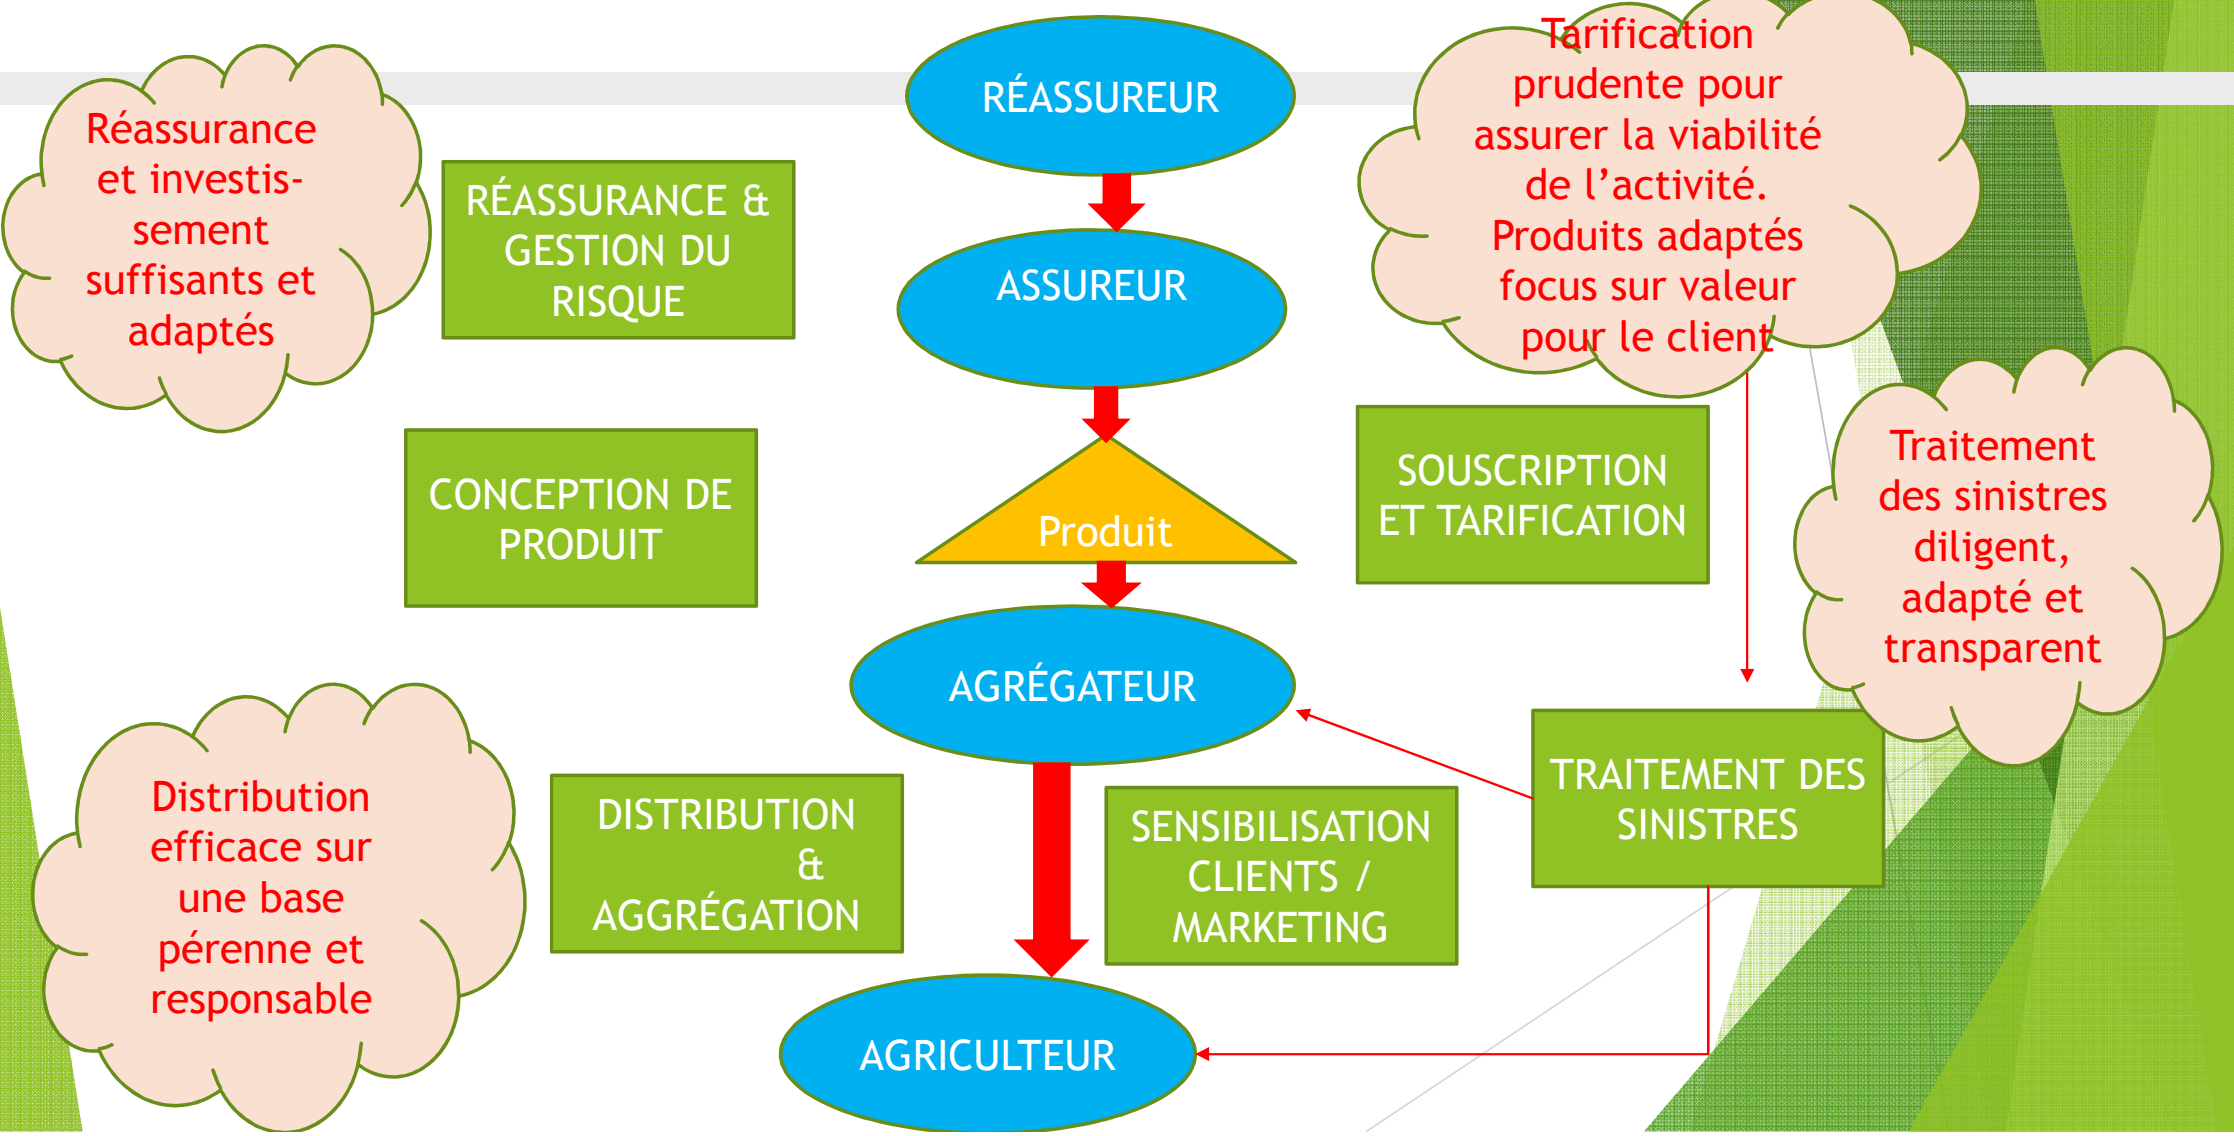 RÉASSUREUR
Tarification
prudente pour
assurer la viabilité
de l’activité.
Produits adaptés
focus sur valeur
pour le client
Réassurance
et investis-
sement
suffisants et
adaptés
RÉASSURANCE &
GESTION DU
RISQUE
ASSUREUR
CONCEPTION DE
PRODUIT
Produit
SOUSCRIPTION
ET TARIFICATION
Traitement
des sinistres
diligent,
adapté et
transparent
AGRÉGATEUR
Distribution
efficace sur
une base
pérenne et
responsable
DISTRIBUTION
&
AGGRÉGATION
SENSIBILISATION
CLIENTS /
MARKETING
TRAITEMENT DES
SINISTRES
AGRICULTEUR